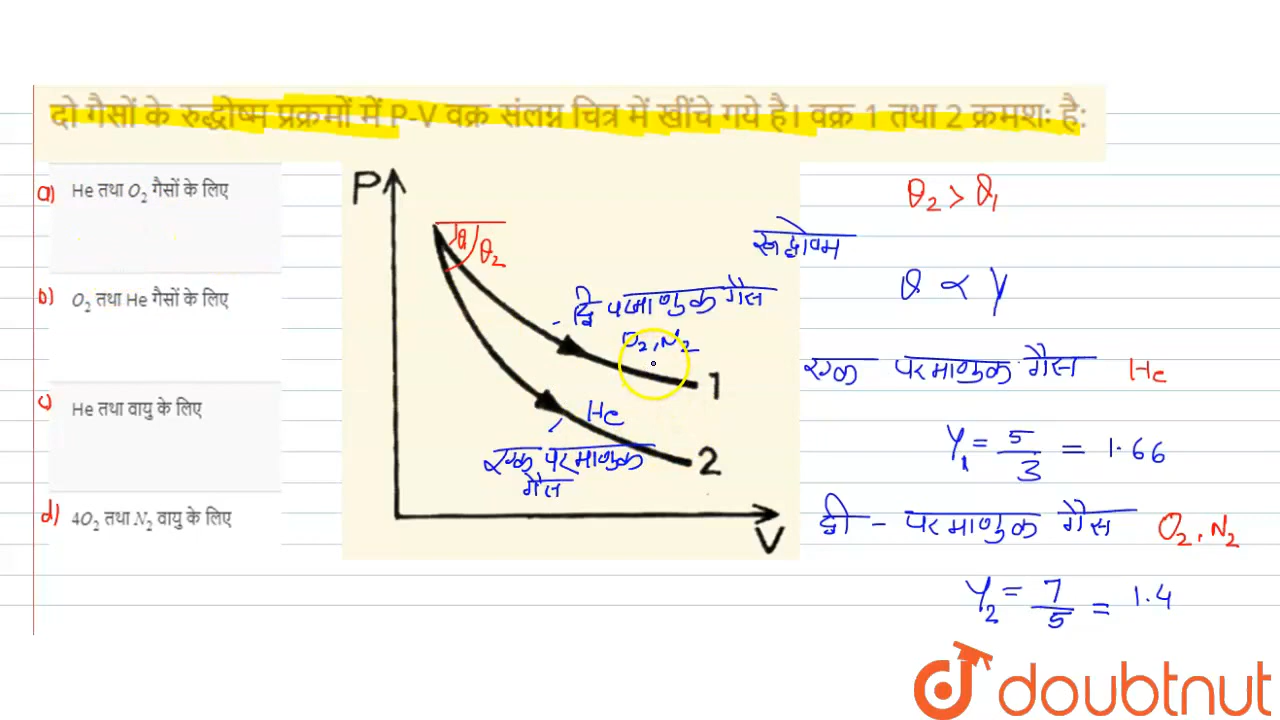 दो गैसों के रुद्धोष्म प्रक्रमों में P-V वक्र संलग्न चित्र में खींचे गये है। वक्र 1 तथा 2 क्रमशः है:
a) He तथा O₂ गैसों के लिए
b) O₂ तथा He गैसों के लिए
c) He तथा वायु के लिए
d) 4O₂ तथा N₂ वायु के लिए
P
θ₁
θ₂
द्वि परमाणुक गैस
O₂, N₂
1
He
एक परमाणुक
गैस
2
V
θ₂ > θ₁
रूद्धोष्म
θ ∝ γ
एक परमाणुक गैस He
γ₁ = 5/3 = 1.66
द्वी - परमाणुक गैस O₂, N₂
γ₂ = 7/5 = 1.4
doubtnut